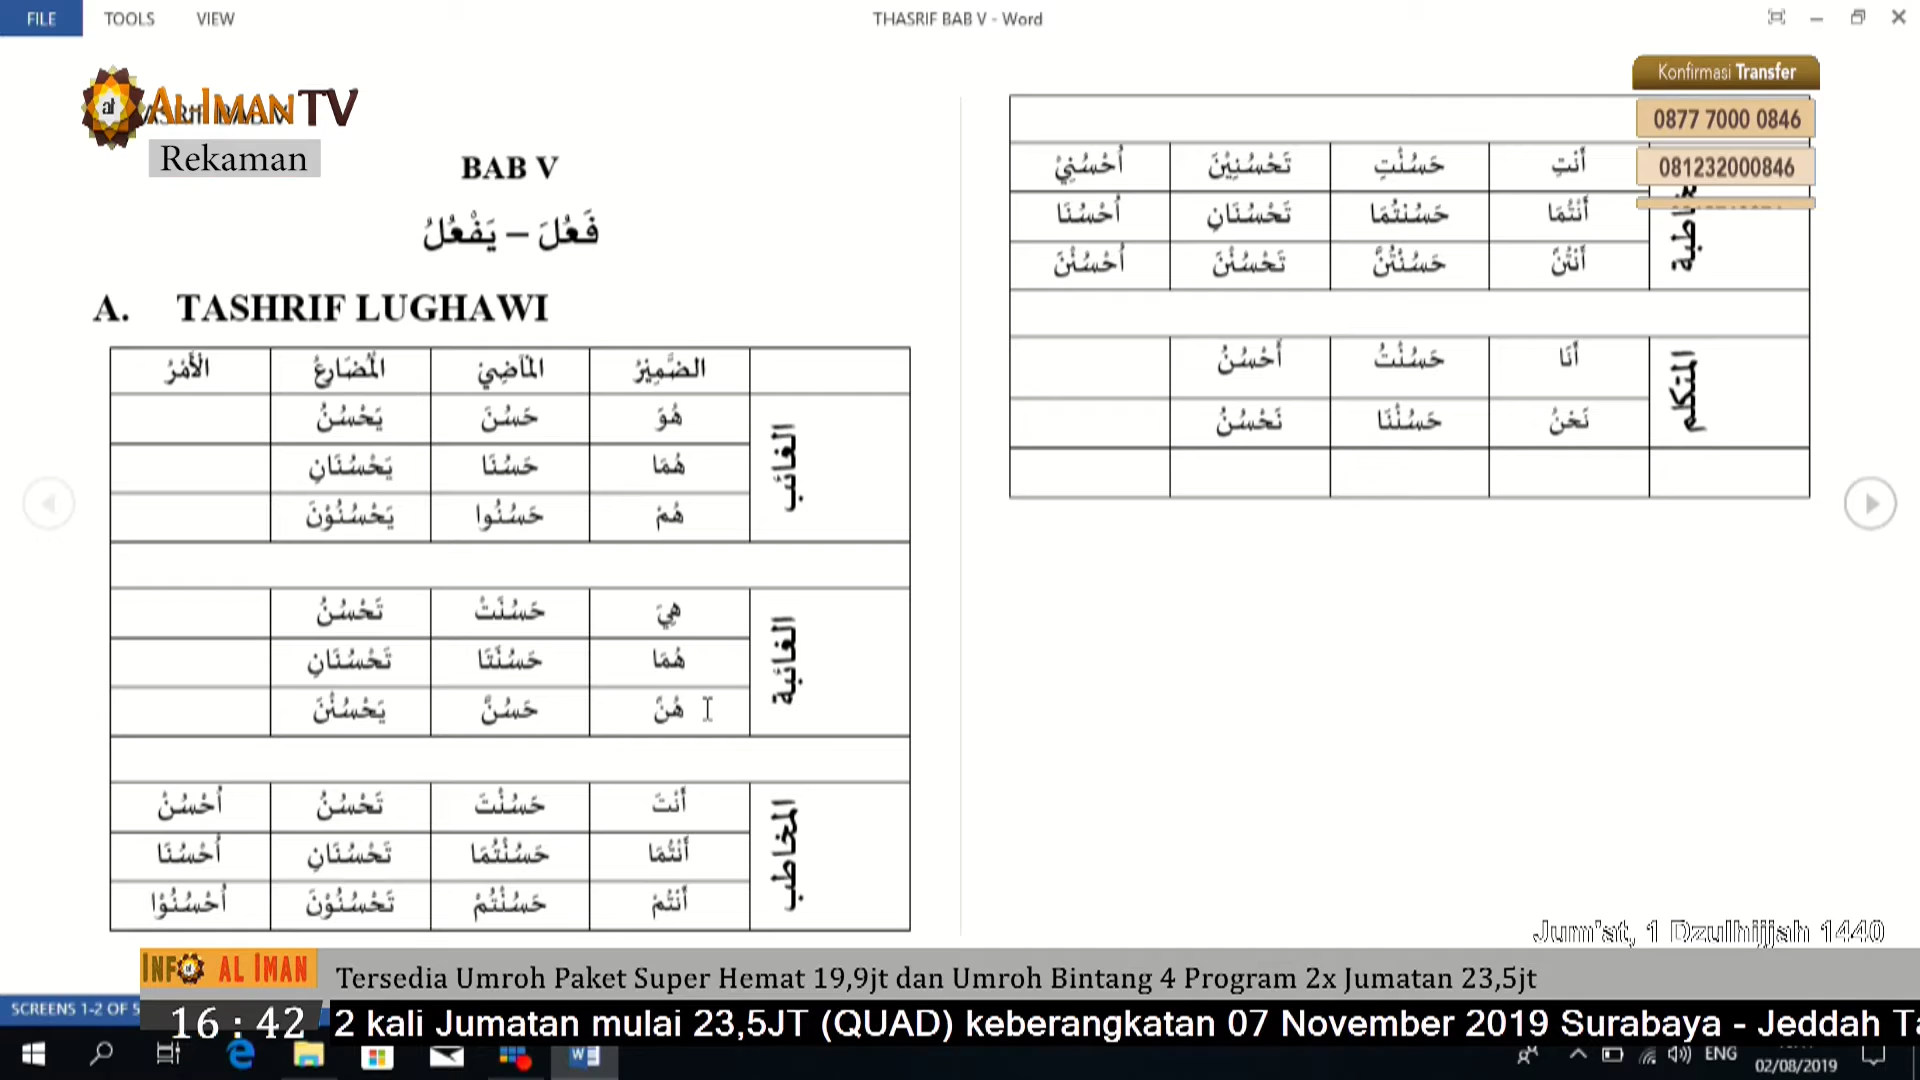 FILE TOOLS VIEW THASRIF BAB V - Word
AL-IMAN TV
Rekaman
Konfirmasi Transfer
0877 7000 0846
081232000846
BAB V
فَعُلَ – يَفْعُلُ
A. TASHRIF LUGHAWI
الضَّمِيْرُ الْمَاضِيْ الْمُضَارِعُ الْأَمْرُ
الغائب
هُوَ حَسُنَ يَحْسُنُ
هُمَا حَسُنَا يَحْسُنَانِ
هُمْ حَسُنُوا يَحْسُنُوْنَ
الغائبة
هِيَ حَسُنَتْ تَحْسُنُ
هُمَا حَسُنَتَا تَحْسُنَانِ
هُنَّ حَسُنَّ يَحْسُنْنَ
المخاطب
أَنْتَ حَسُنْتَ تَحْسُنُ اُحْسُنْ
أَنْتُمَا حَسُنْتُمَا تَحْسُنَانِ اُحْسُنَا
أَنْتُمْ حَسُنْتُمْ تَحْسُنُوْنَ اُحْسُنُوْا
أَنْتِ حَسُنْتِ تَحْسُنِيْنَ اُحْسُنِيْ
أَنْتُمَا حَسُنْتُمَا تَحْسُنَانِ اُحْسُنَا
أَنْتُنَّ حَسُنْتُنَّ تَحْسُنْنَ اُحْسُنْنَ
المتكلم
أَنَا حَسُنْتُ أَحْسُنُ
نَحْنُ حَسُنْنَا نَحْسُنُ
Jum'at, 1 Dzulhijjah 1440
INFO AL IMAN
Tersedia Umroh Paket Super Hemat 19,9jt dan Umroh Bintang 4 Program 2x Jumatan 23,5jt
SCREENS 1-2 OF 5
16:42
2 kali Jumatan mulai 23,5JT (QUAD) keberangkatan 07 November 2019 Surabaya - Jeddah
ENG
02/08/2019